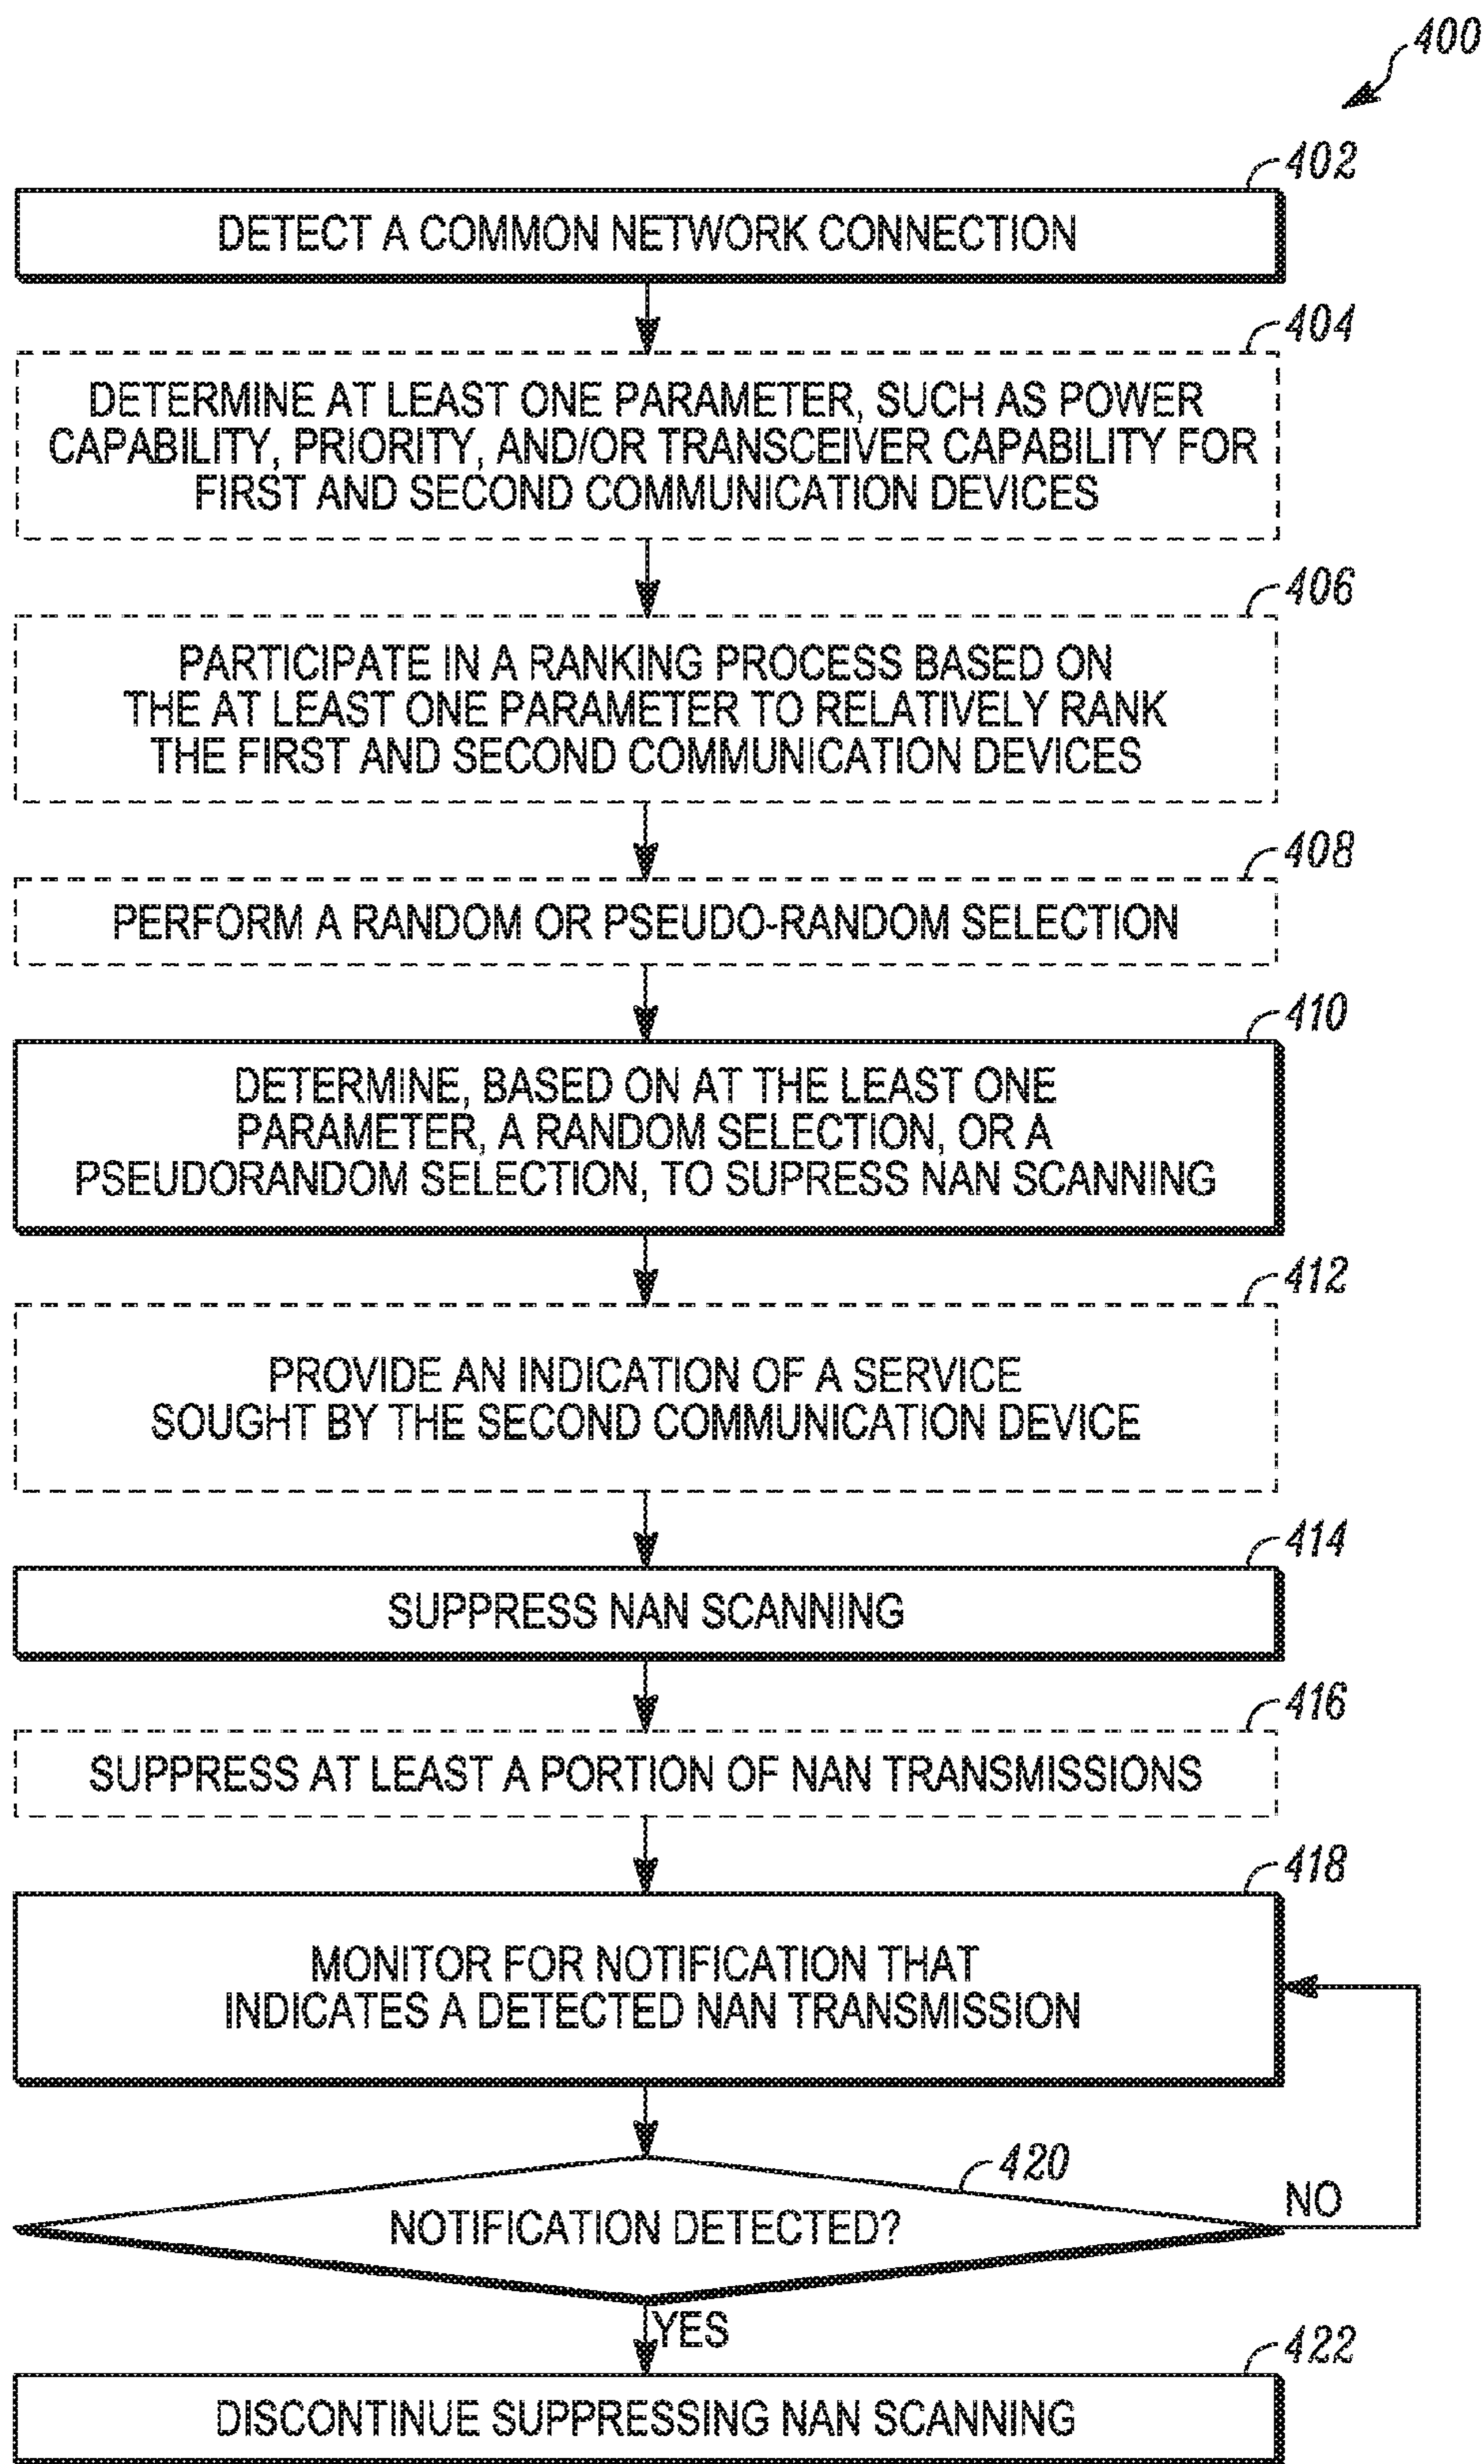 400
402
DETECT A COMMON NETWORK CONNECTION
404
DETERMINE AT LEAST ONE PARAMETER, SUCH AS POWER
CAPABILITY, PRIORITY, AND/OR TRANSCEIVER CAPABILITY FOR
FIRST AND SECOND COMMUNICATION DEVICES
406
PARTICIPATE IN A RANKING PROCESS BASED ON
THE AT LEAST ONE PARAMETER TO RELATIVELY RANK
THE FIRST AND SECOND COMMUNICATION DEVICES
408
PERFORM A RANDOM OR PSEUDO-RANDOM SELECTION
410
DETERMINE, BASED ON AT THE LEAST ONE
PARAMETER, A RANDOM SELECTION, OR A
PSEUDORANDOM SELECTION, TO SUPRESS NAN SCANNING
412
PROVIDE AN INDICATION OF A SERVICE
SOUGHT BY THE SECOND COMMUNICATION DEVICE
414
SUPPRESS NAN SCANNING
416
SUPPRESS AT LEAST A PORTION OF NAN TRANSMISSIONS
418
MONITOR FOR NOTIFICATION THAT
INDICATES A DETECTED NAN TRANSMISSION
420
NOTIFICATION DETECTED?
NO
YES
422
DISCONTINUE SUPPRESSING NAN SCANNING